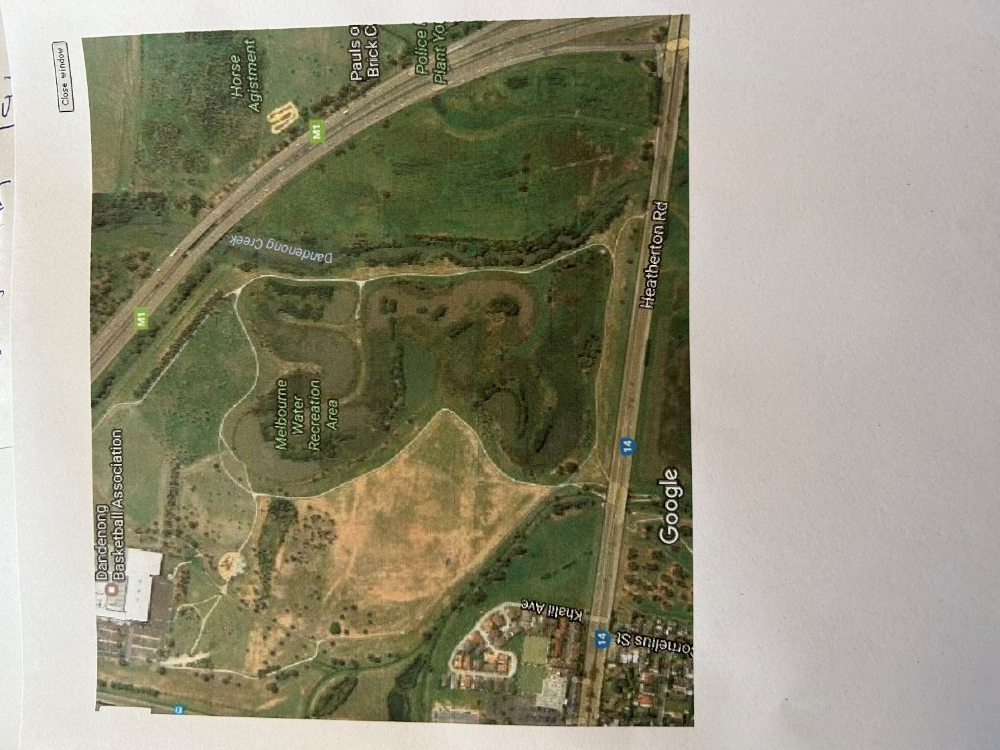 Close window
Horse
Agistment
Pauls
Brick
Police
Plant
M1
M1
Dandenong Creek
Dandenong
Basketball Association
Melbourne
Water
Recreation
Area
Heatherton Rd
14
14
Khalil Ave
Cornelius St
Google